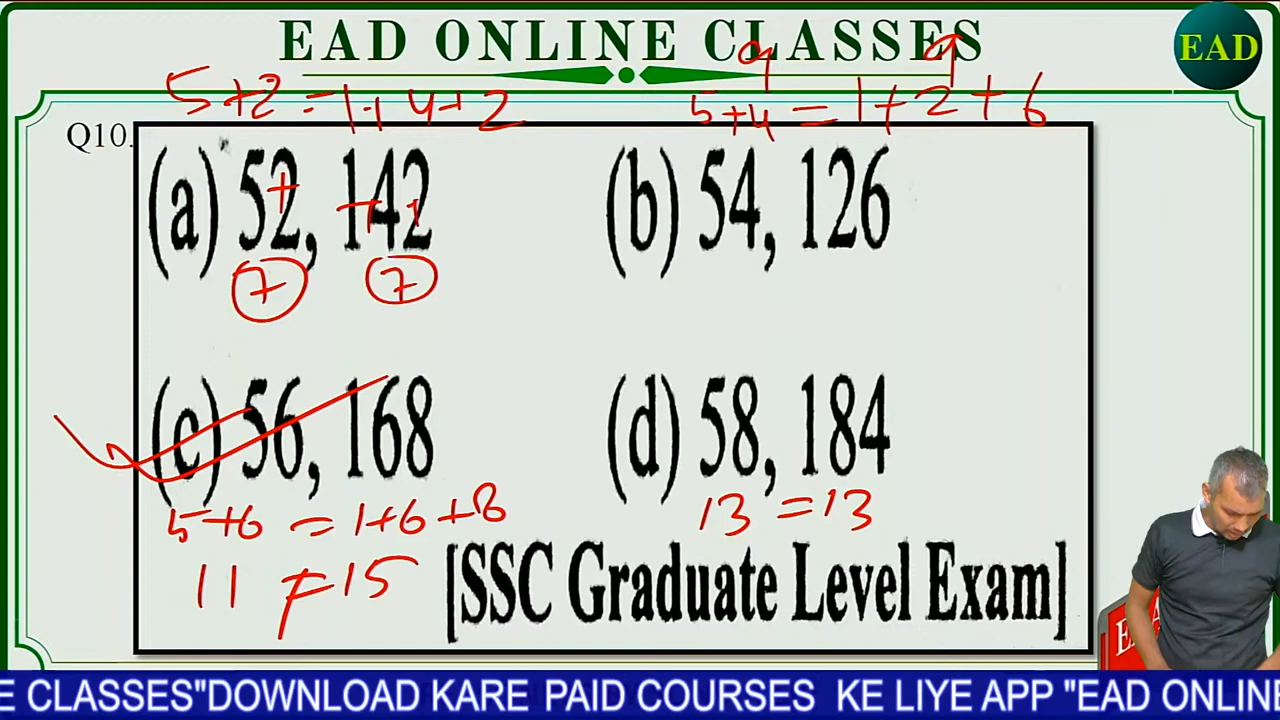 EAD ONLINE CLASSES
EAD
9 9
5+2=1+4+2 5+4=1+2+6
Q10.
(a) 52, 142 (b) 54, 126
7 7
(c) 56, 168 (d) 58, 184
5+6 = 1+6+8 13 = 13
11 ≠ 15
[SSC Graduate Level Exam]
E CLASSES"DOWNLOAD KARE PAID COURSES KE LIYE APP "EAD ONLINE